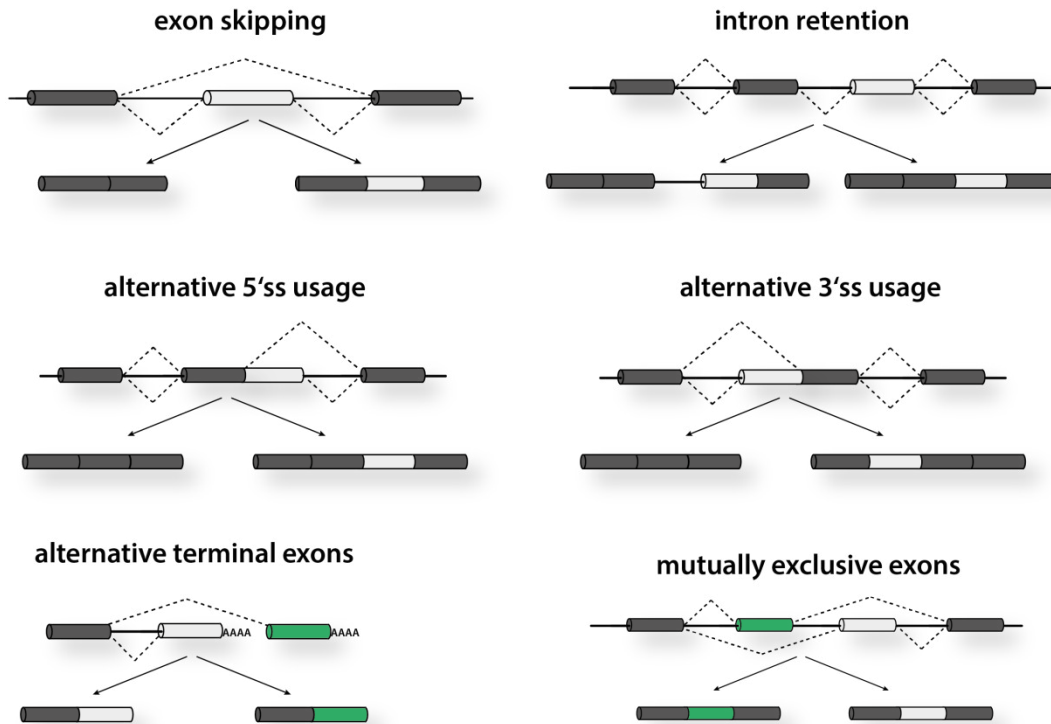 exon skipping
intron retention
alternative 5‘ss usage
alternative 3‘ss usage
alternative terminal exons
mutually exclusive exons
AAAA
AAAA